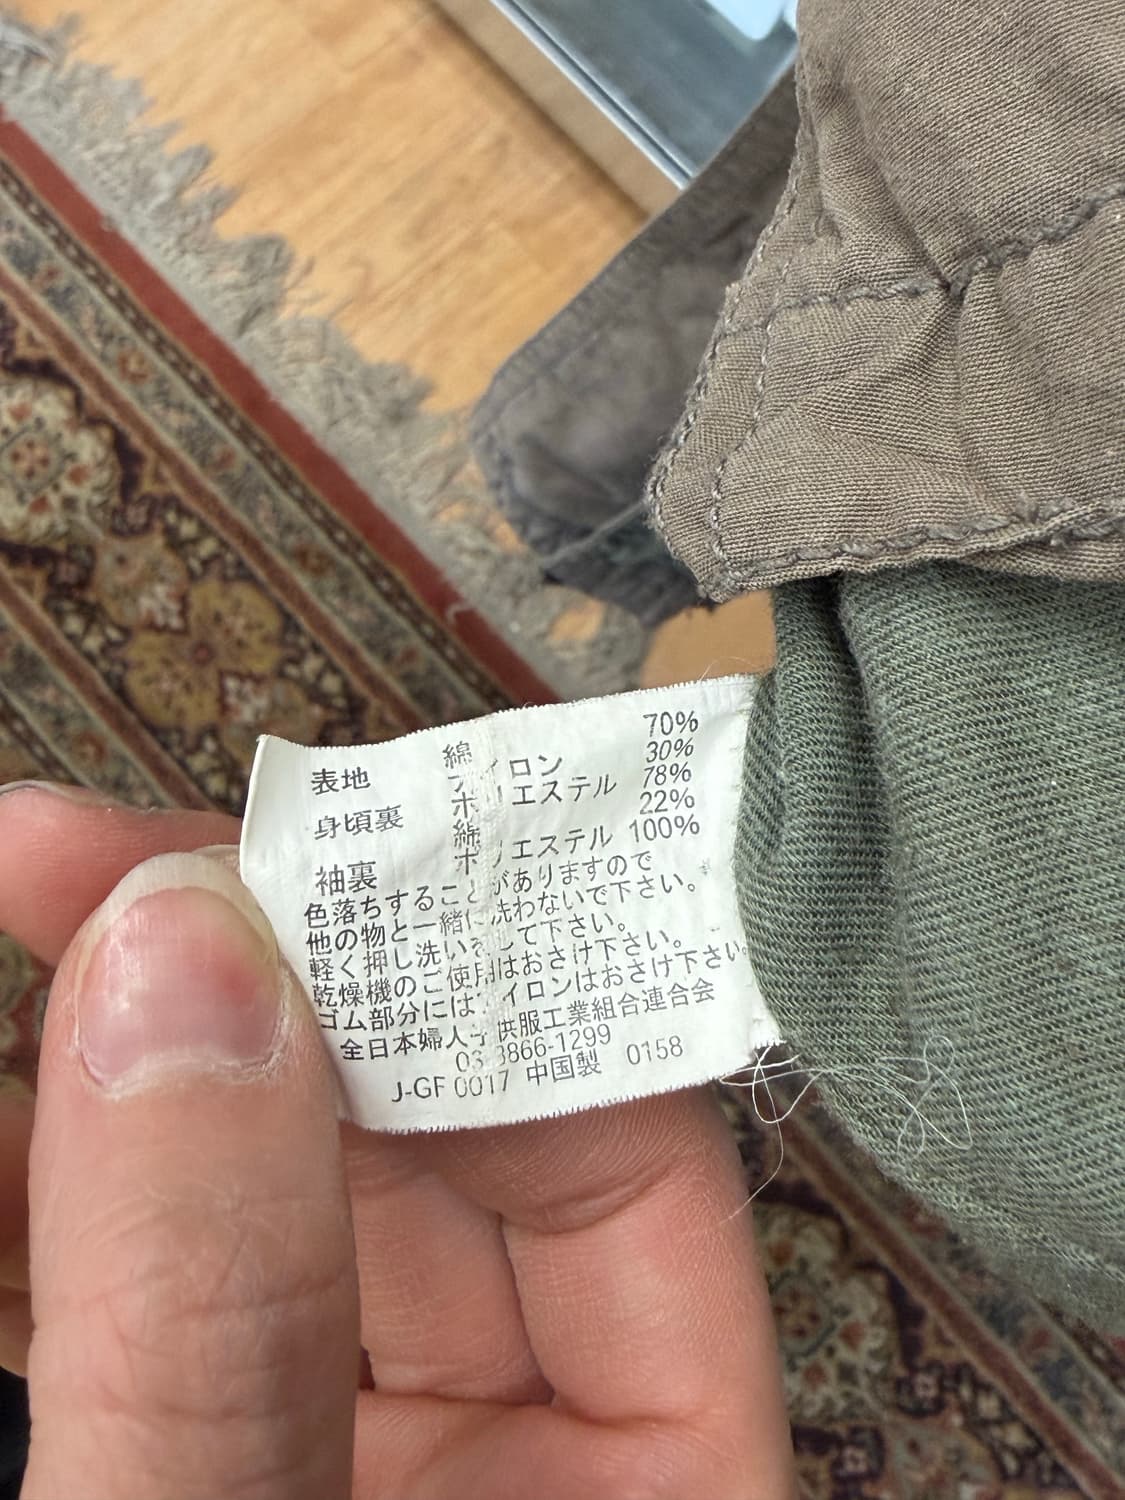 表地 綿 70%
ナイロン 30%
身頃裏 ポリエステル 78%
綿 22%
袖裏 ポリエステル 100%
色落ちすることがありますので
他の物と一緒に洗わないで下さい。
軽く押し洗いをして下さい。
乾燥機のご使用はおさけ下さい。
ゴム部分にはアイロンはおさけ下さい。
全日本婦人子供服工業組合連合会
03-3866-1299
J-GF 0017 中国製 0158